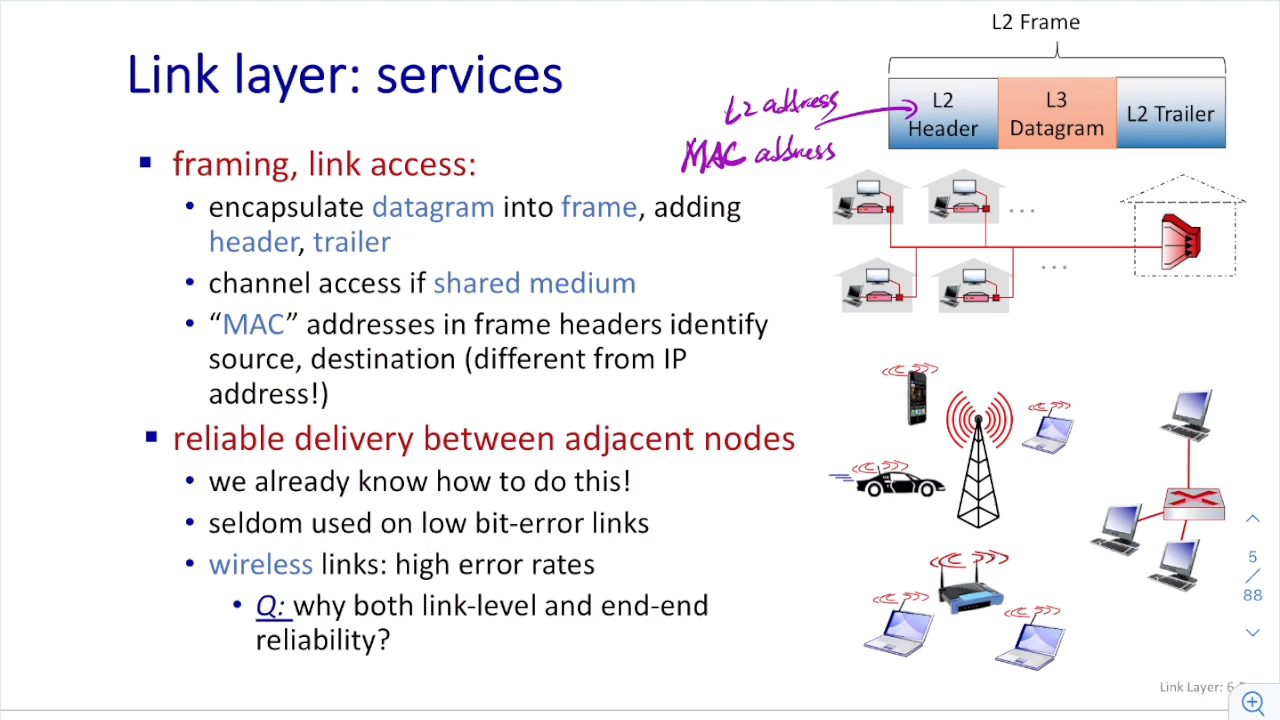 L2 Frame
Link layer: services
L2 address
MAC address
L2
Header
L3
Datagram
L2 Trailer
▪ framing, link access:
• encapsulate datagram into frame, adding
header, trailer
• channel access if shared medium
• “MAC” addresses in frame headers identify
source, destination (different from IP
address!)
▪ reliable delivery between adjacent nodes
• we already know how to do this!
• seldom used on low bit-error links
• wireless links: high error rates
• Q: why both link-level and end-end
reliability?
5
/
88
Link Layer: 6-